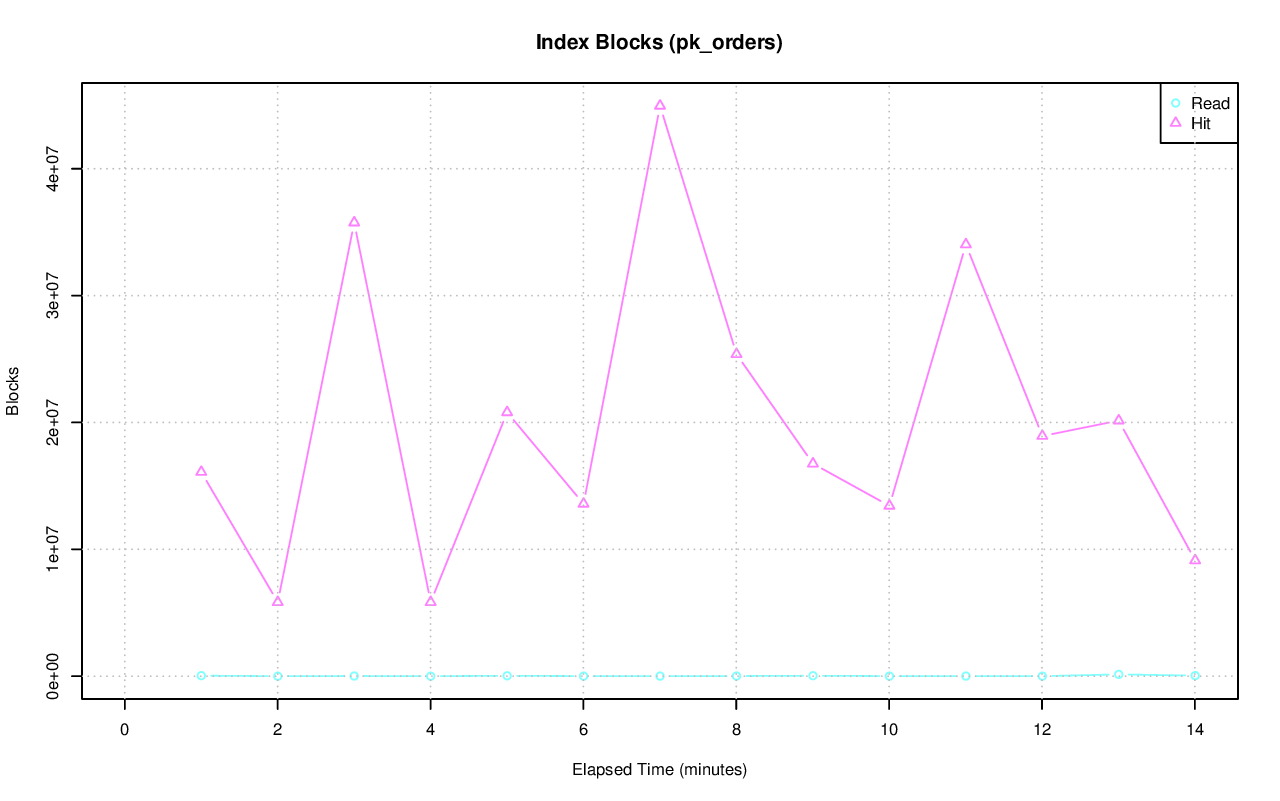 Index Blocks (pk_orders)
Read
Hit
Blocks
4e+07
3e+07
2e+07
1e+07
0e+00
0 2 4 6 8 10 12 14
Elapsed Time (minutes)